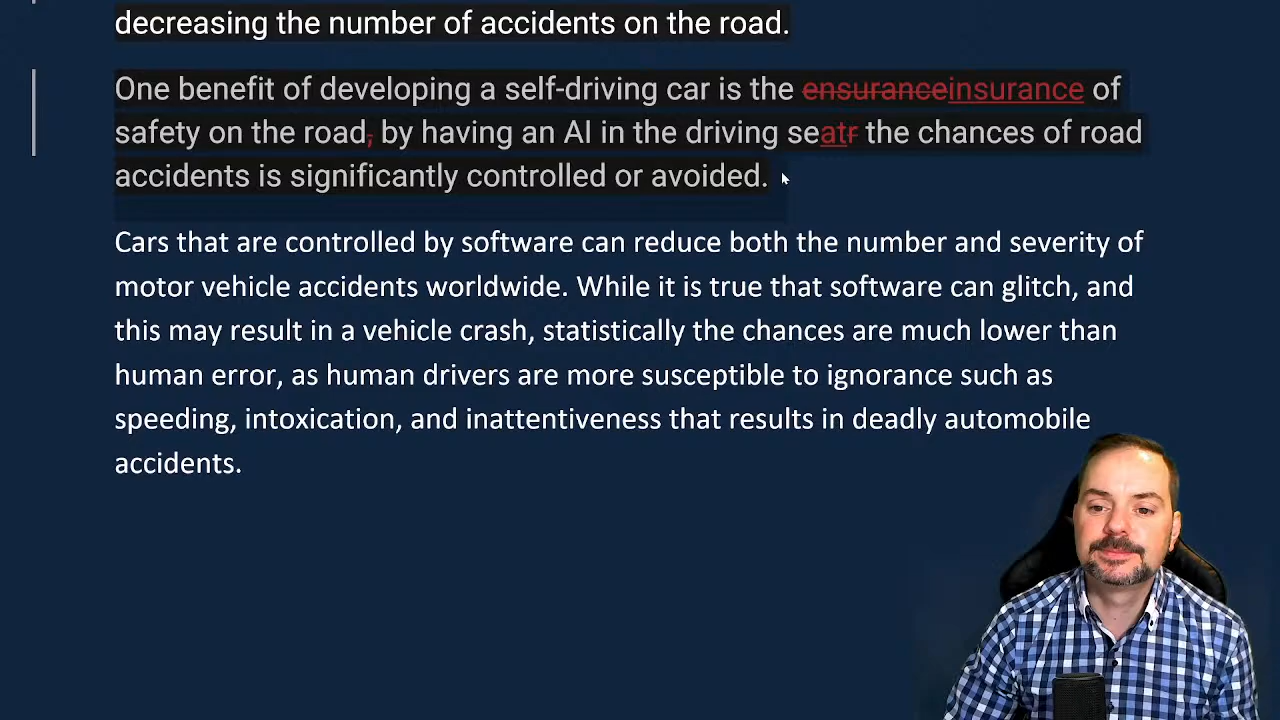 decreasing the number of accidents on the road.
One benefit of developing a self-driving car is the ensuranceinsurance of
safety on the road, by having an AI in the driving seatr the chances of road
accidents is significantly controlled or avoided.
Cars that are controlled by software can reduce both the number and severity of
motor vehicle accidents worldwide. While it is true that software can glitch, and
this may result in a vehicle crash, statistically the chances are much lower than
human error, as human drivers are more susceptible to ignorance such as
speeding, intoxication, and inattentiveness that results in deadly automobile
accidents.